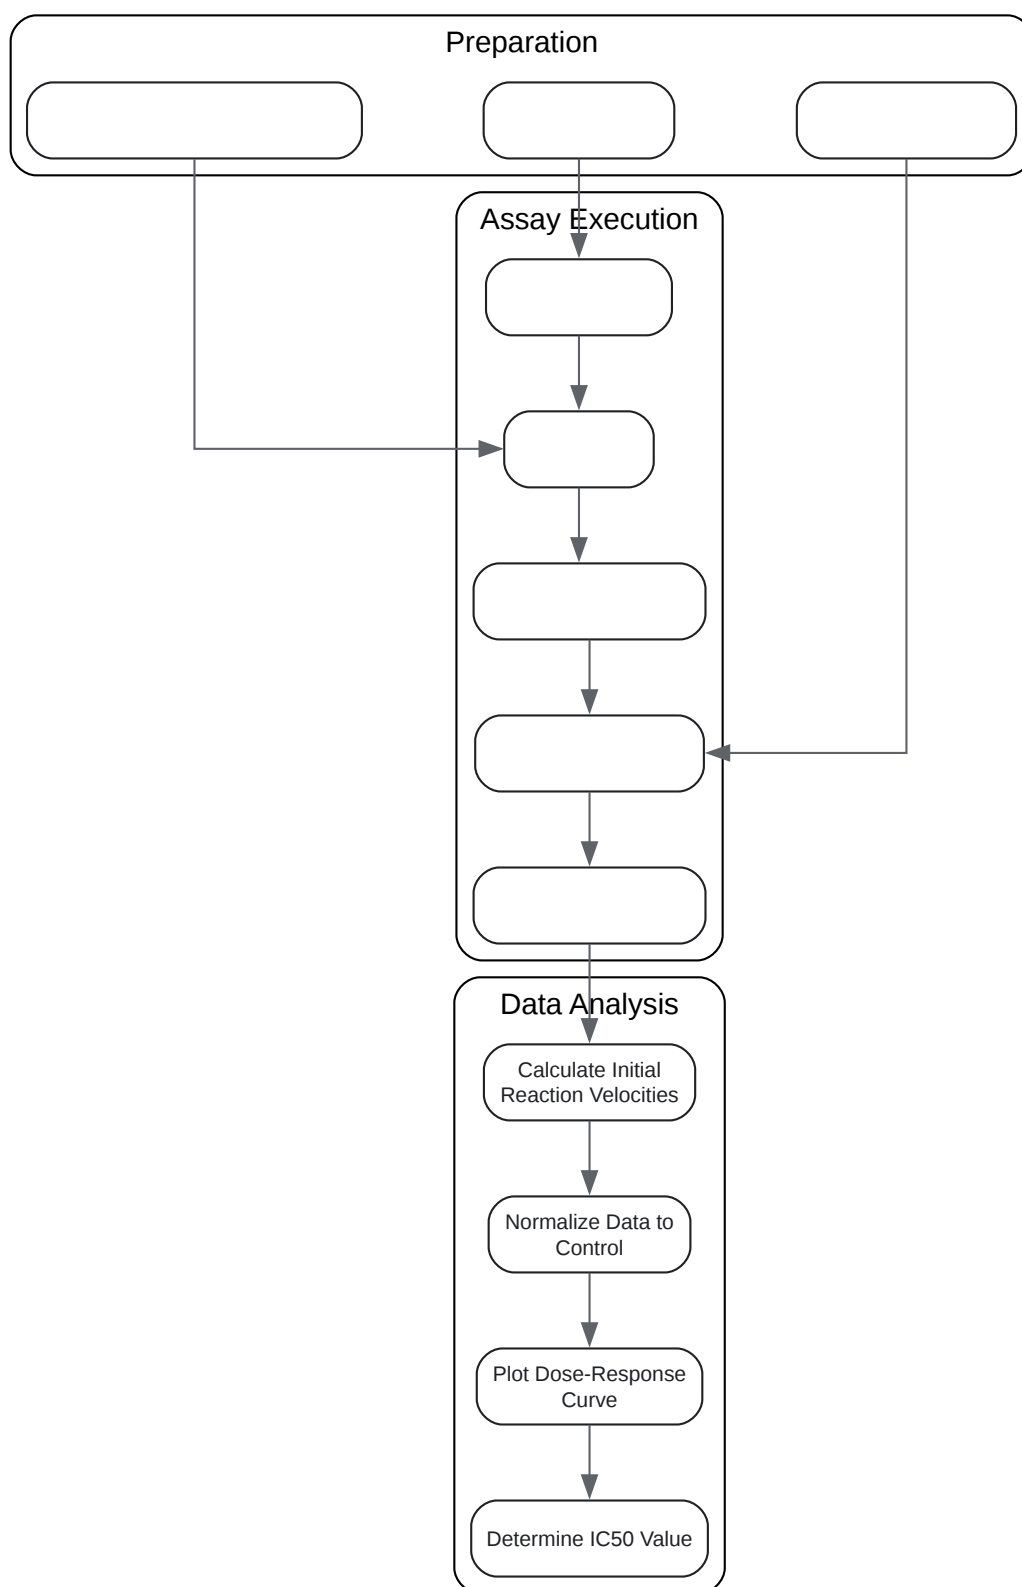 Preparation
Assay Execution
Data Analysis
Calculate Initial
Reaction Velocities
Normalize Data to
Control
Plot Dose-Response
Curve
Determine IC50 Value